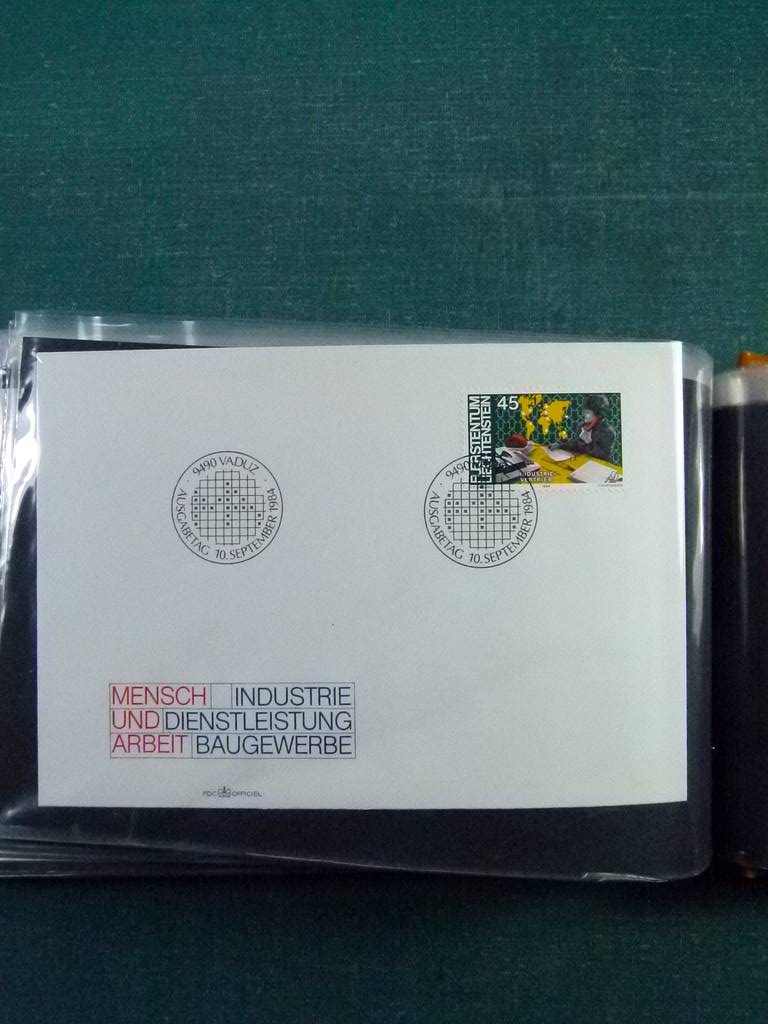 9490 VADUZ
AUSGABETAG 10. SEPTEMBER 1984
FÜRSTENTUM
LIECHTENSTEIN
45
INDUSTRIE-
VERTRIEB
9490
AUSGABETAG 10. SEPTEMBER 1984
MENSCH INDUSTRIE
UND DIENSTLEISTUNG
ARBEIT BAUGEWERBE
FDC OFFICIEL